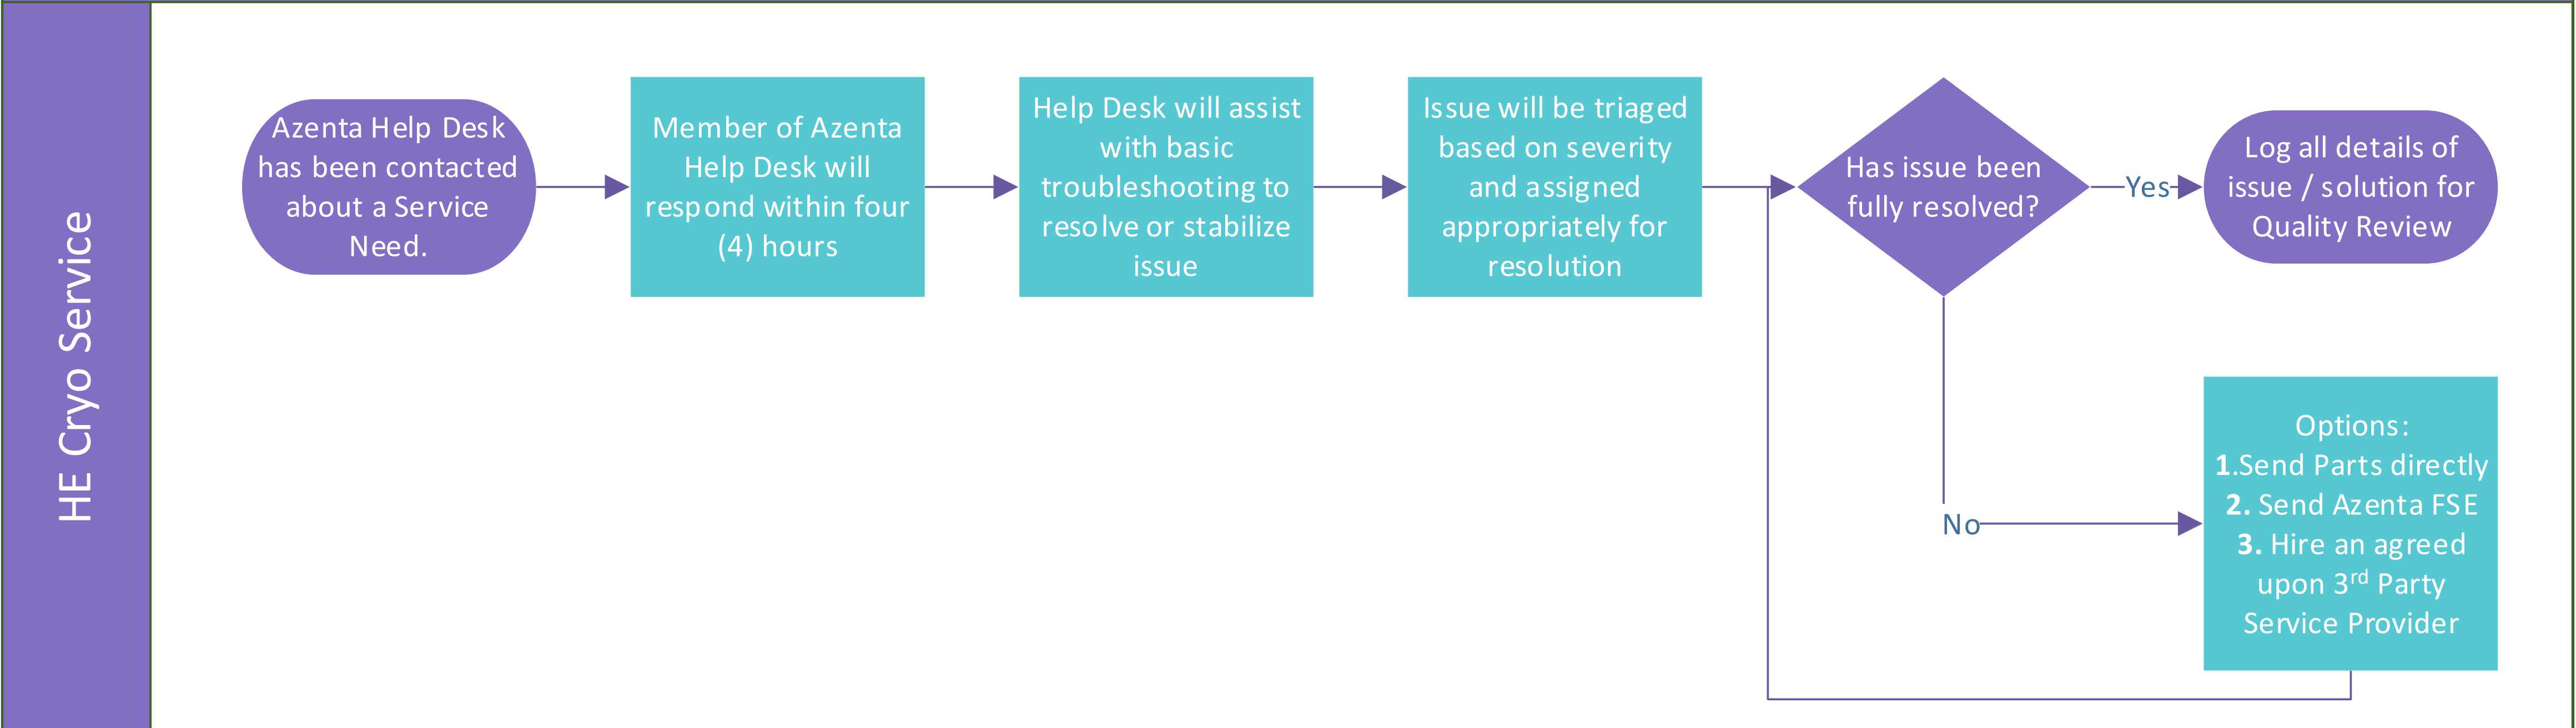 HE Cryo Service
Azenta Help Desk
has been contacted
about a Service
Need.
Member of Azenta
Help Desk will
respond within four
(4) hours
Help Desk will assist
with basic
troubleshooting to
resolve or stabilize
issue
Issue will be triaged
based on severity
and assigned
appropriately for
resolution
Has issue been
fully resolved?
Yes
Log all details of
issue / solution for
Quality Review
No
Options:
1.Send Parts directly
2. Send Azenta FSE
3. Hire an agreed
upon 3rd Party
Service Provider